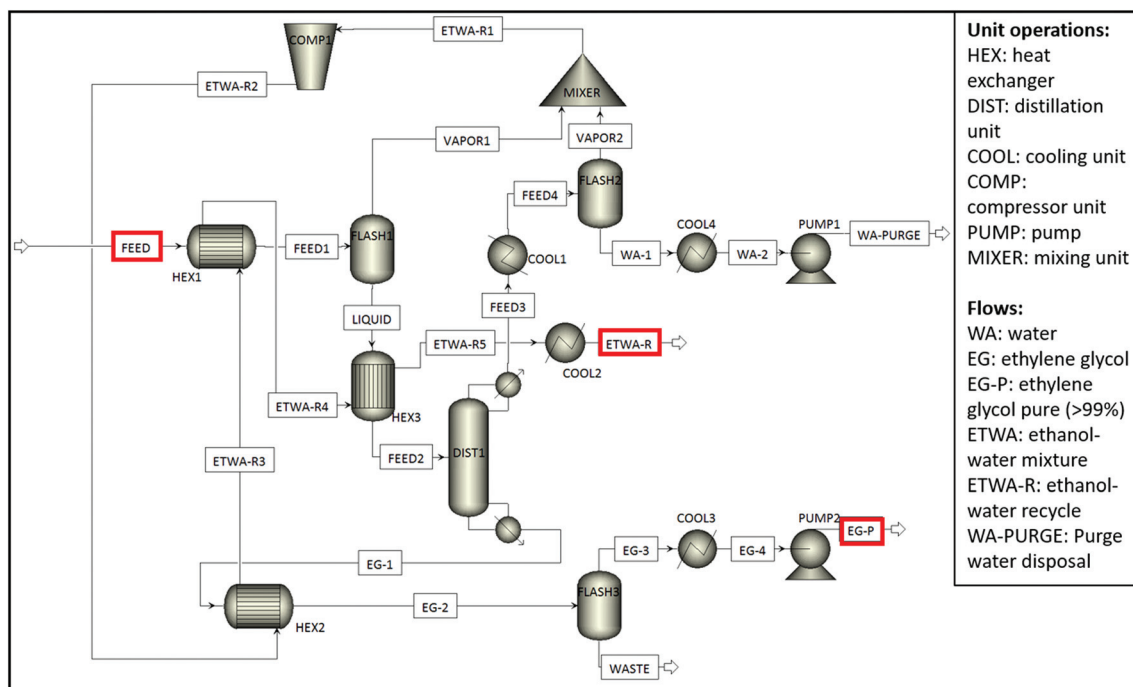 ETWA-R1
COMP1
ETWA-R2
MIXER
VAPOR1
VAPOR2
FEED4
FLASH2
FEED
FEED1
FLASH1
HEX1
COOL1
WA-1
COOL4
WA-2
PUMP1
WA-PURGE
FEED3
LIQUID
ETWA-R5
ETWA-R
COOL2
ETWA-R4
HEX3
ETWA-R3
FEED2
DIST1
EG-1
EG-3
COOL3
EG-4
PUMP2
EG-P
FLASH3
EG-2
HEX2
WASTE
Unit operations:
HEX: heat
exchanger
DIST: distillation
unit
COOL: cooling unit
COMP:
compressor unit
PUMP: pump
MIXER: mixing unit
Flows:
WA: water
EG: ethylene glycol
EG-P: ethylene
glycol pure (>99%)
ETWA: ethanol-
water mixture
ETWA-R: ethanol-
water recycle
WA-PURGE: Purge
water disposal